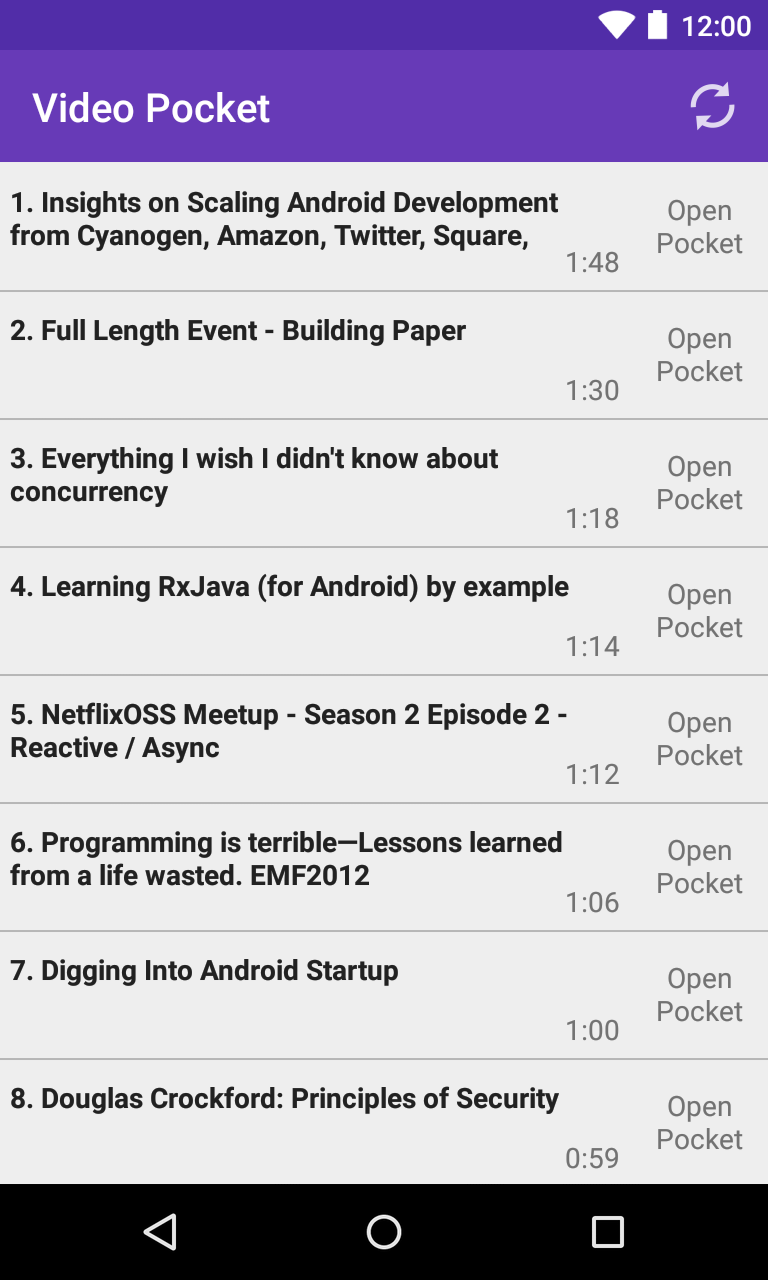 12:00
Video Pocket
1. Insights on Scaling Android Development
from Cyanogen, Amazon, Twitter, Square,
1:48
Open
Pocket
2. Full Length Event - Building Paper
1:30
Open
Pocket
3. Everything I wish I didn't know about
concurrency
1:18
Open
Pocket
4. Learning RxJava (for Android) by example
1:14
Open
Pocket
5. NetflixOSS Meetup - Season 2 Episode 2 -
Reactive / Async
1:12
Open
Pocket
6. Programming is terrible—Lessons learned
from a life wasted. EMF2012
1:06
Open
Pocket
7. Digging Into Android Startup
1:00
Open
Pocket
8. Douglas Crockford: Principles of Security
0:59
Open
Pocket